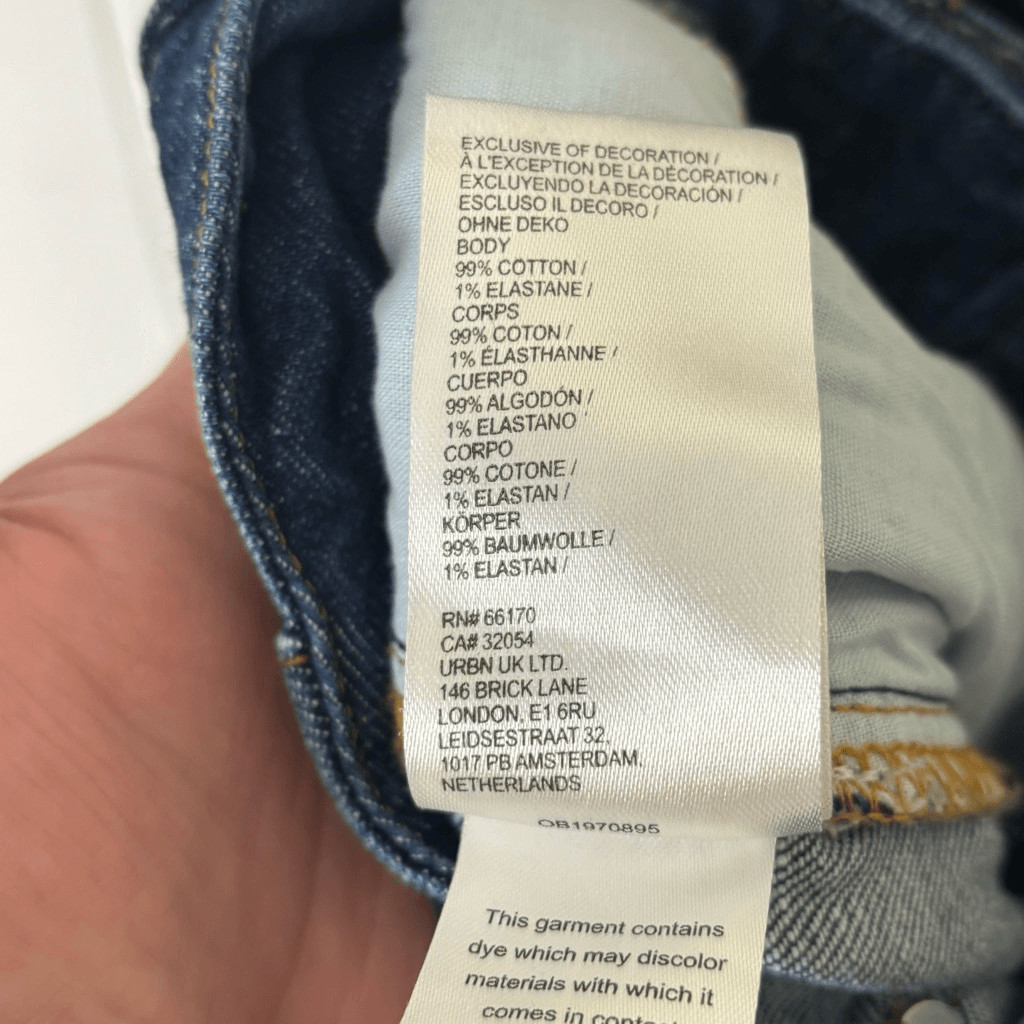 EXCLUSIVE OF DECORATION /
À L'EXCEPTION DE LA DÉCORATION /
EXCLUYENDO LA DECORACIÓN /
ESCLUSO IL DECORO /
OHNE DEKO
BODY
99% COTTON /
1% ELASTANE /
CORPS
99% COTON /
1% ÉLASTHANNE /
CUERPO
99% ALGODÓN /
1% ELASTANO
CORPO
99% COTONE /
1% ELASTAN /
KÖRPER
99% BAUMWOLLE /
1% ELASTAN /
RN# 66170
CA# 32054
URBN UK LTD.
146 BRICK LANE
LONDON, E1 6RU
LEIDSESTRAAT 32,
1017 PB AMSTERDAM.
NETHERLANDS
OB1970895
This garment contains
dye which may discolor
materials with which it
comes in